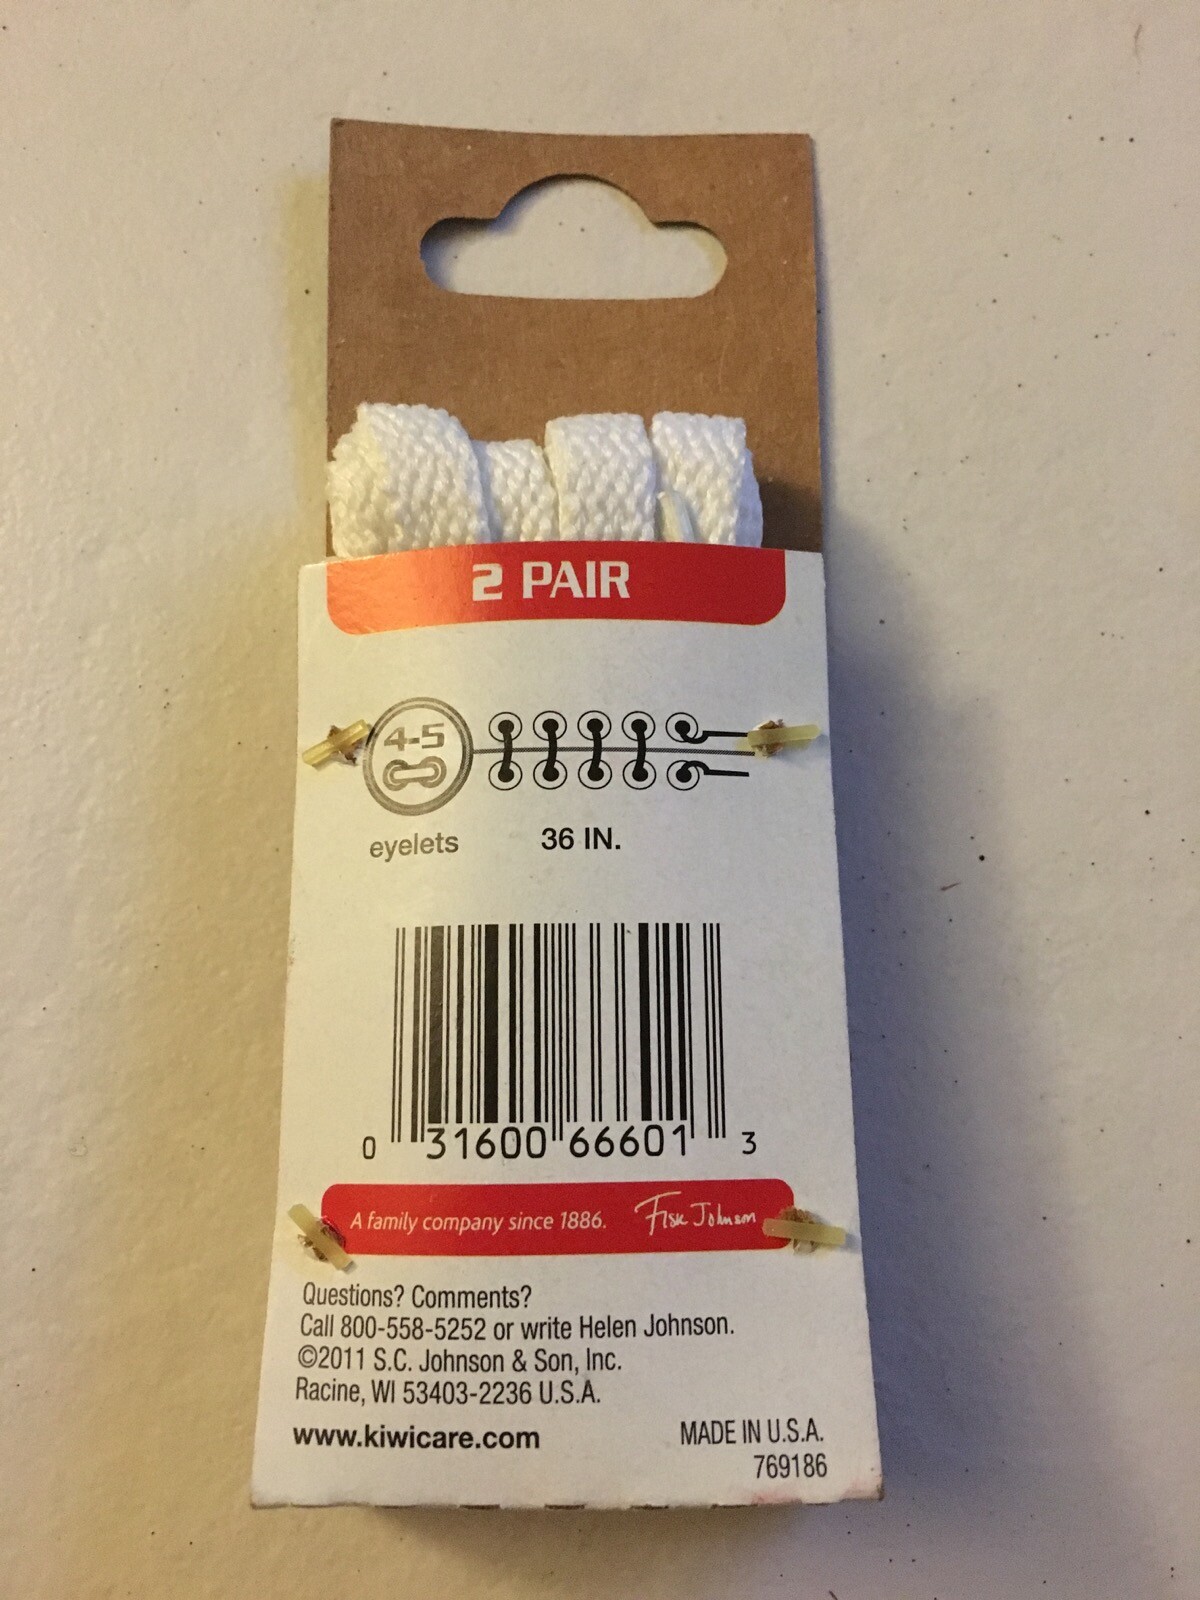 2 PAIR
4-5
eyelets 36 IN.
0 31600 66601 3
A family company since 1886. Fisk Johnson
Questions? Comments?
Call 800-558-5252 or write Helen Johnson.
©2011 S.C. Johnson & Son, Inc.
Racine, WI 53403-2236 U.S.A.
www.kiwicare.com MADE IN U.S.A.
769186